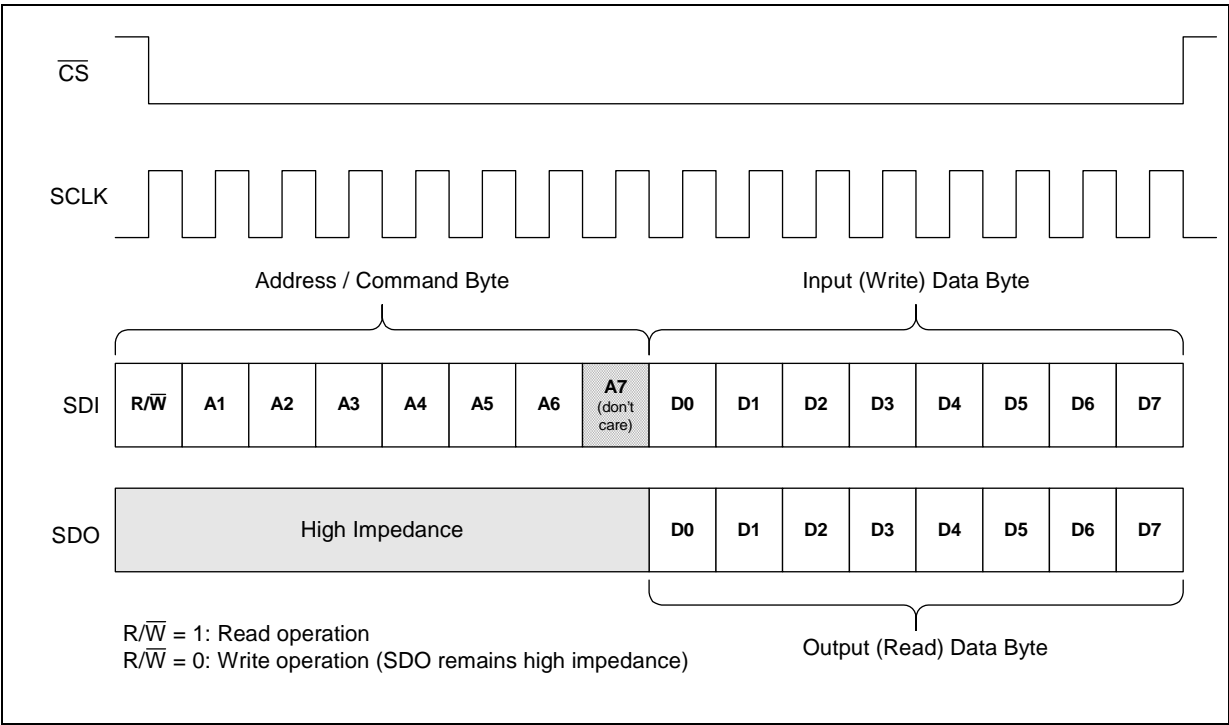 C̅S̅
SCLK
Address / Command Byte Input (Write) Data Byte
SDI R/W̅ A1 A2 A3 A4 A5 A6 A7 (don't care) D0 D1 D2 D3 D4 D5 D6 D7
SDO High Impedance D0 D1 D2 D3 D4 D5 D6 D7
R/W̅ = 1: Read operation
R/W̅ = 0: Write operation (SDO remains high impedance)
Output (Read) Data Byte